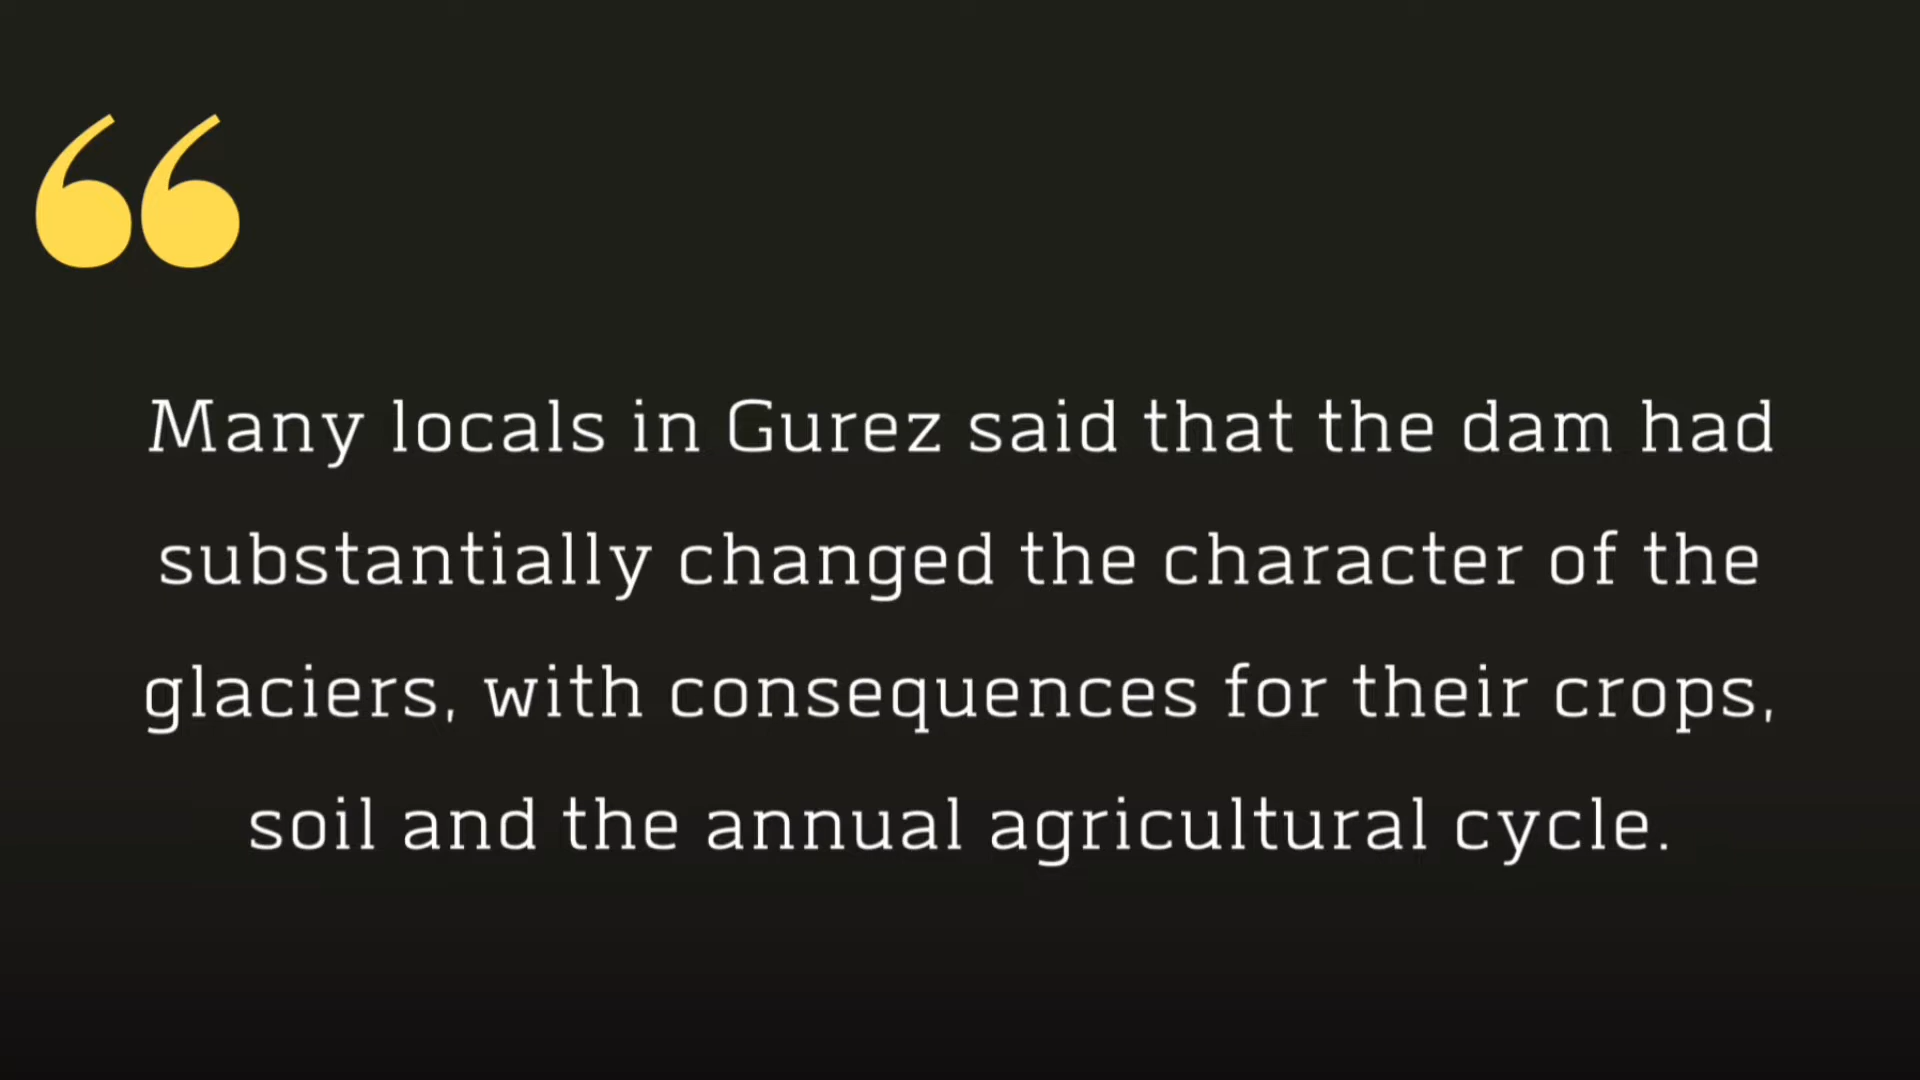 “
Many locals in Gurez said that the dam had
substantially changed the character of the
glaciers, with consequences for their crops,
soil and the annual agricultural cycle.